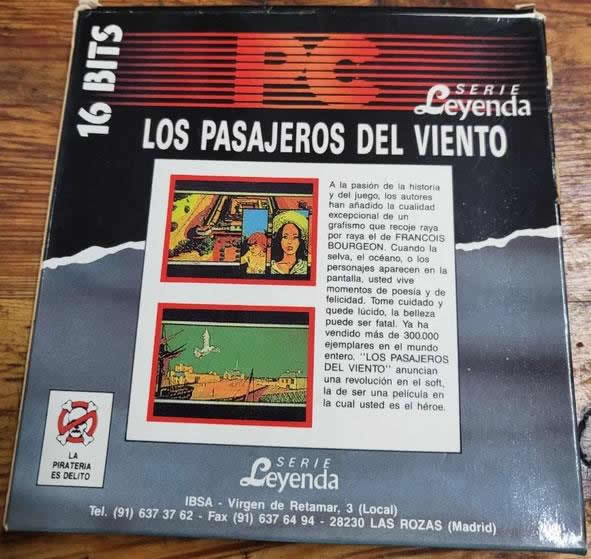 16 BITS
PC
SERIE
Leyenda
LOS PASAJEROS DEL VIENTO
A la pasión de la historia
y del juego, los autores
han añadido la cualidad
excepcional de un
grafismo que recoje raya
por raya el de FRANCOIS
BOURGEON. Cuando la
selva, el océano, o los
personajes aparecen en la
pantalla, usted vive
momentos de poesía y de
felicidad. Tome cuidado y
quede lúcido, la belleza
puede ser fatal. Ya ha
vendido más de 300.000
ejemplares en el mundo
entero. "LOS PASAJEROS
DEL VIENTO" anuncian
una revolución en el soft,
la de ser una película en
la cual usted es el héroe.
LA
PIRATERIA
ES DELITO
SERIE
Leyenda
IBSA - Virgen de Retamar, 3 (Local)
Tel. (91) 637 37 62 - Fax (91) 637 64 94 - 28230 LAS ROZAS (Madrid)